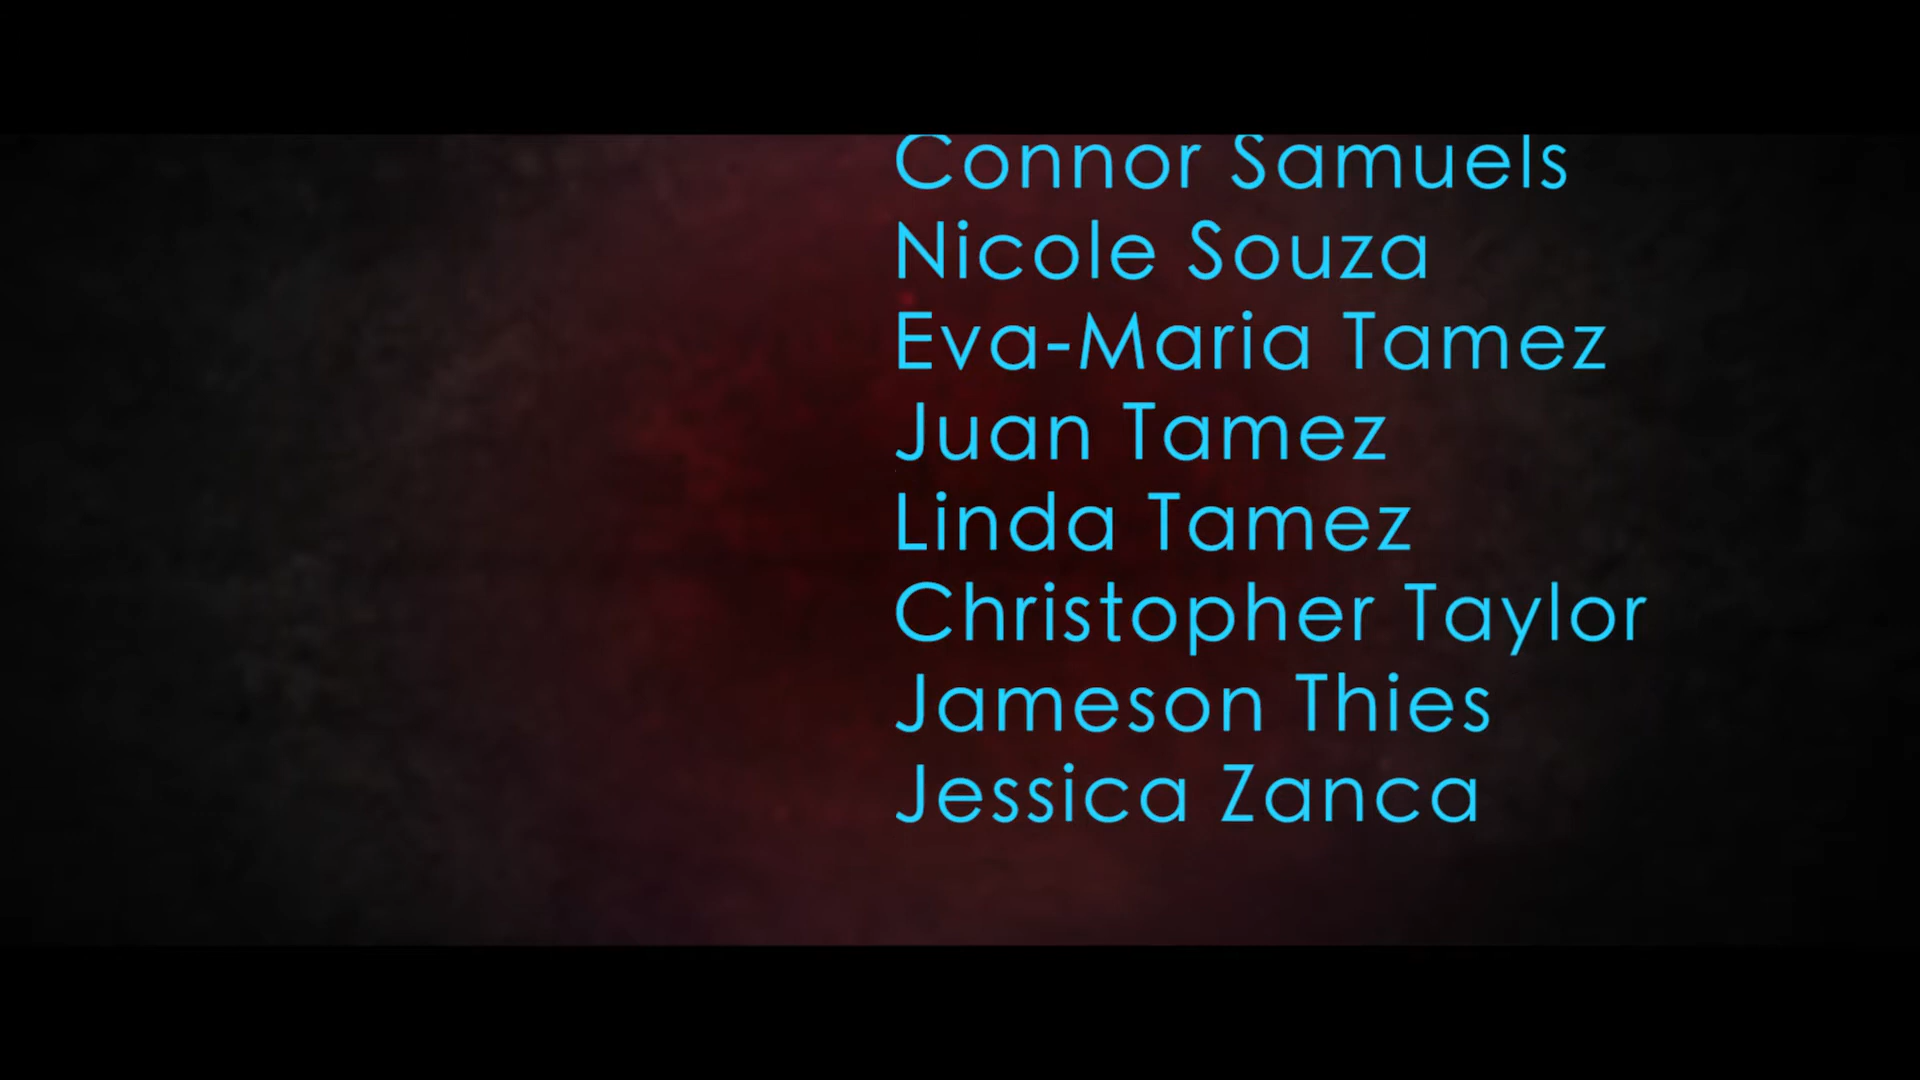 Connor Samuels
Nicole Souza
Eva-Maria Tamez
Juan Tamez
Linda Tamez
Christopher Taylor
Jameson Thies
Jessica Zanca